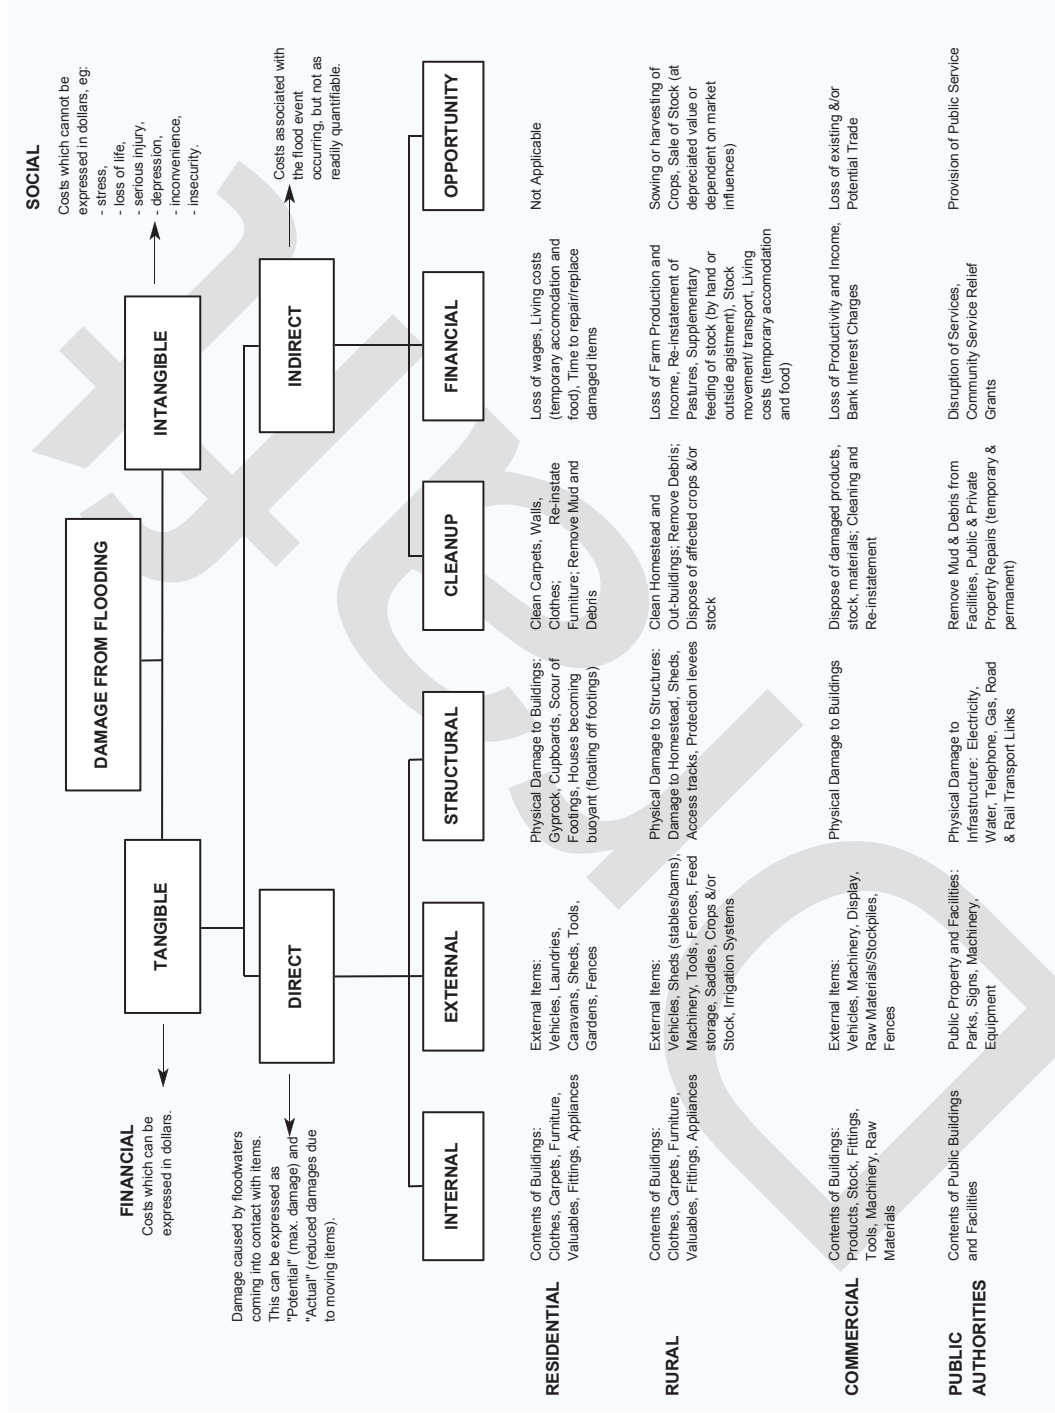 SOCIAL
Costs which cannot be
expressed in dollars, eg:
- stress,
- loss of life,
- serious injury,
- depression,
- inconvenience,
- insecurity.
DAMAGE FROM FLOODING
FINANCIAL
Costs which can be
expressed in dollars.
TANGIBLE
INTANGIBLE
Damage caused by floodwaters
coming into contact with items.
This can be expressed as
"Potential" (max. damage) and
"Actual" (reduced damages due
to moving items).
DIRECT
INDIRECT
Costs associated with
the flood event
occurring, but not as
readily quantifiable.
INTERNAL
EXTERNAL
STRUCTURAL
CLEANUP
FINANCIAL
OPPORTUNITY
RESIDENTIAL
Contents of Buildings:
Clothes, Carpets, Furniture,
Valuables, Fittings, Appliances
External Items:
Vehicles, Laundries,
Caravans, Sheds, Tools,
Gardens, Fences
Physical Damage to Buildings:
Gyprock, Cupboards, Scour of
Footings, Houses becoming
buoyant (floating off footings)
Clean Carpets, Walls,
Clothes; Re-instate
Furniture; Remove Mud and
Debris
Loss of wages, Living costs
(temporary accomodation and
food), Time to repair/replace
damaged items
Not Applicable
RURAL
Contents of Buildings:
Clothes, Carpets, Furniture,
Valuables, Fittings, Appliances
External Items:
Vehicles, Sheds (stables/barns),
Machinery, Tools, Fences, Feed
storage, Saddles, Crops &/or
Stock, Irrigation Systems
Physical Damage to Structures:
Damage to Homestead, Sheds,
Access tracks, Protection levees
Clean Homestead and
Out-buildings; Remove Debris;
Dispose of affected crops &/or
stock
Loss of Farm Production and
Income, Re-instatement of
Pastures, Supplementary
feeding of stock (by hand or
outside agistment), Stock
movement/ transport, Living
costs (temporary accomodation
and food)
Sowing or harvesting of
Crops, Sale of Stock (at
depreciated value or
dependent on market
influences)
COMMERCIAL
Contents of Buildings:
Products, Stock, Fittings,
Tools, Machinery, Raw
Materials
External Items:
Vehicles, Machinery, Display,
Raw Materials/Stockpiles,
Fences
Physical Damage to Buildings
Dispose of damaged products,
stock, materials; Cleaning and
Re-instatement
Loss of Productivity and Income,
Bank Interest Charges
Loss of existing &/or
Potential Trade
PUBLIC
AUTHORITIES
Contents of Public Buildings
and Facilities
Public Property and Facilities:
Parks, Signs, Machinery,
Equipment
Physical Damage to
Infrastructure: Electricity,
Water, Telephone, Gas, Road
& Rail Transport Links
Remove Mud & Debris from
Facilities, Public & Private
Property Repairs (temporary &
permanent)
Disruption of Services,
Community Service Relief
Grants
Provision of Public Service
Draft